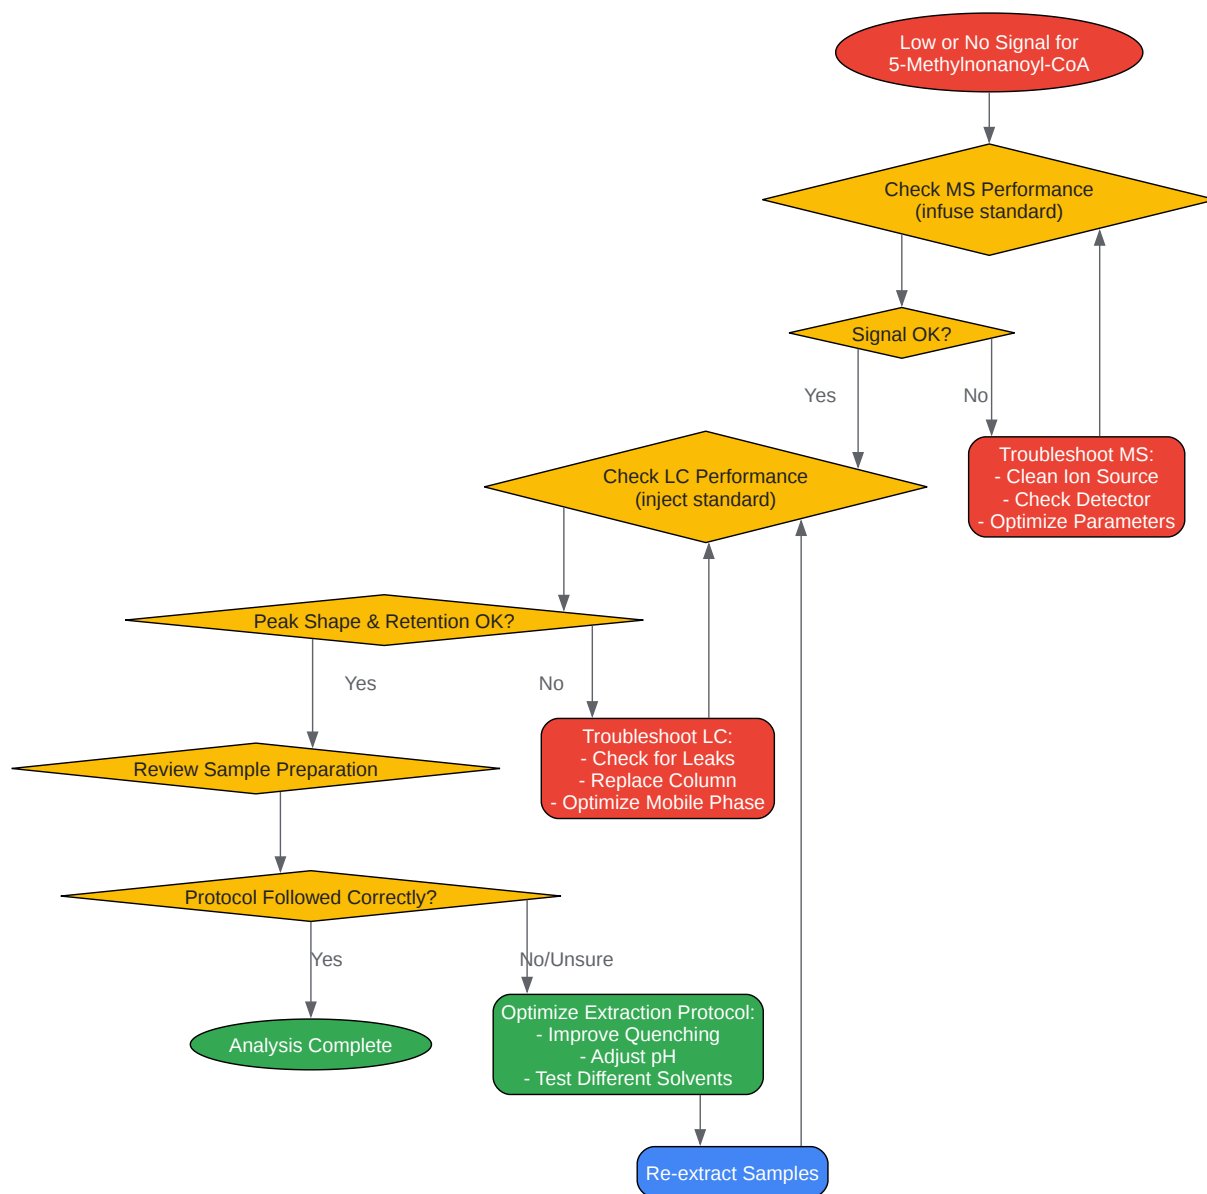 Low or No Signal for
5-Methylnonanoyl-CoA
Check MS Performance
(infuse standard)
Signal OK?
Yes
No
Troubleshoot MS:
- Clean Ion Source
- Check Detector
- Optimize Parameters
Check LC Performance
(inject standard)
Peak Shape & Retention OK?
Yes
No
Troubleshoot LC:
- Check for Leaks
- Replace Column
- Optimize Mobile Phase
Review Sample Preparation
Protocol Followed Correctly?
Yes
No/Unsure
Optimize Extraction Protocol:
- Improve Quenching
- Adjust pH
- Test Different Solvents
Analysis Complete
Re-extract Samples